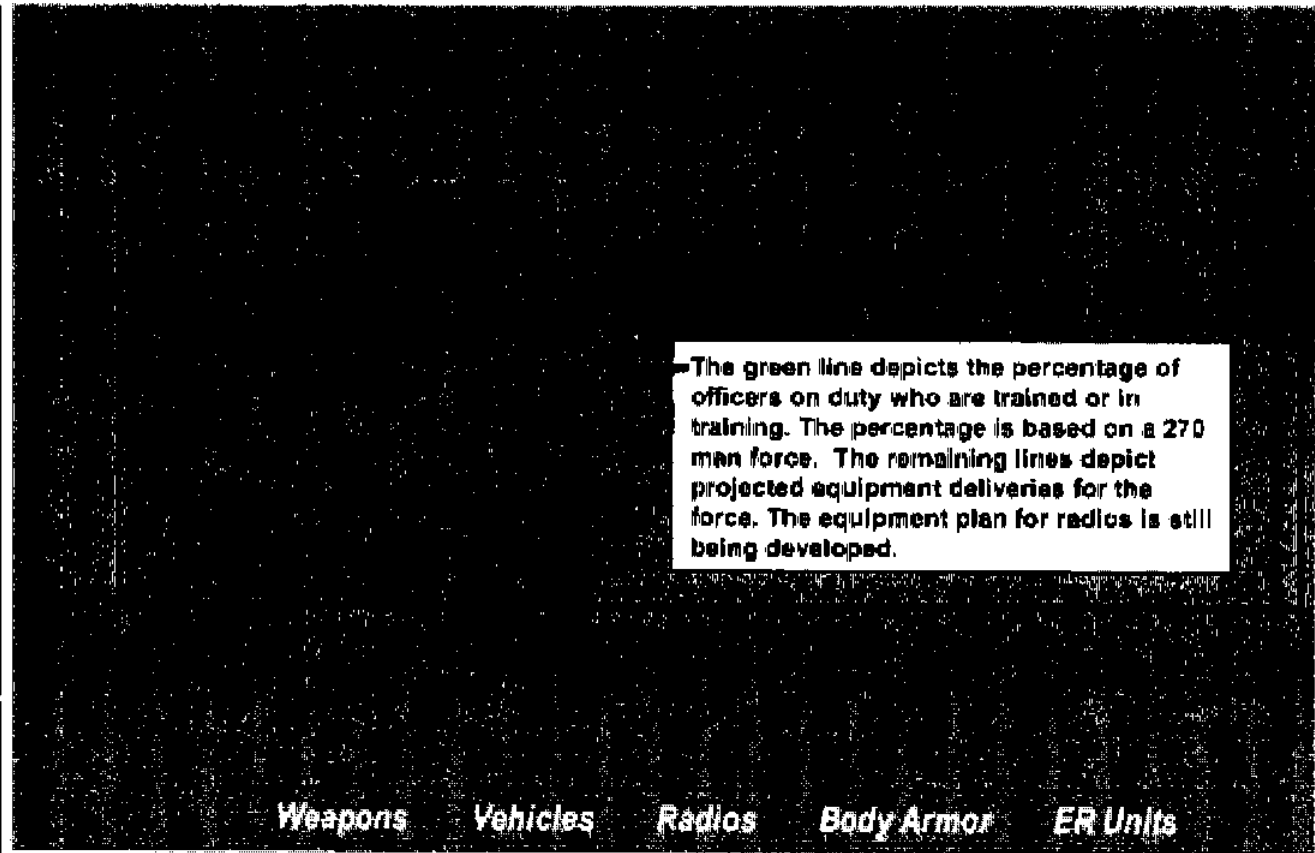 The green line depicts the percentage of
officers on duty who are trained or in
training. The percentage is based on a 270
man force. The remaining lines depict
projected equipment deliveries for the
force. The equipment plan for radios is still
being developed.
Weapons Vehicles Radios Body Armor ER Units